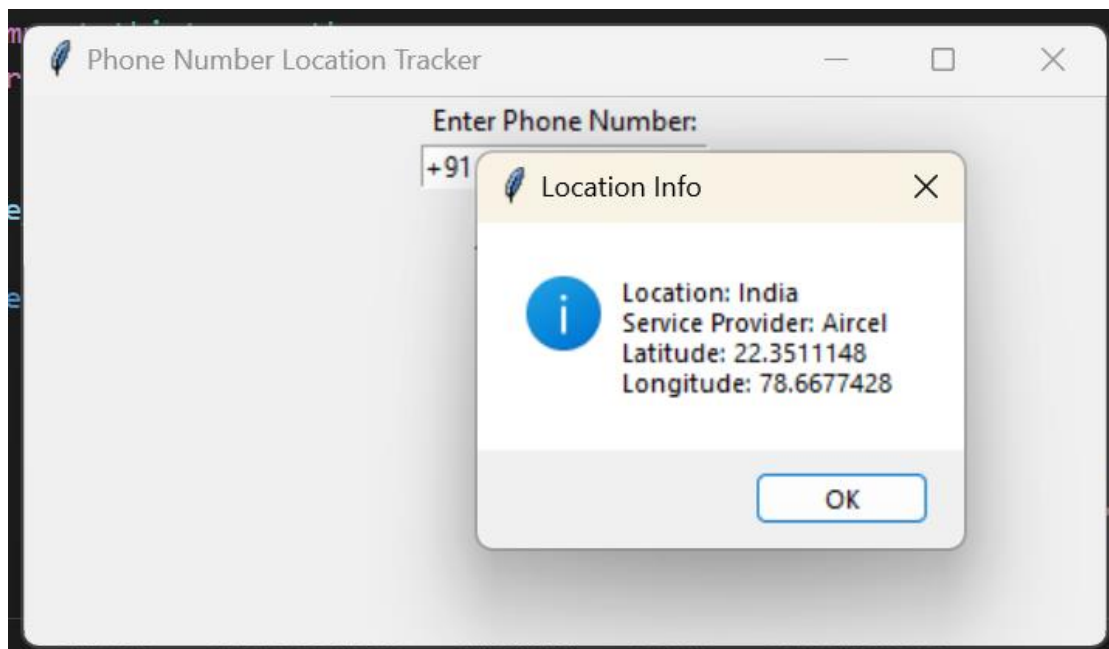 Phone Number Location Tracker
Enter Phone Number:
+91
Location Info
Location: India
Service Provider: Aircel
Latitude: 22.3511148
Longitude: 78.6677428
OK